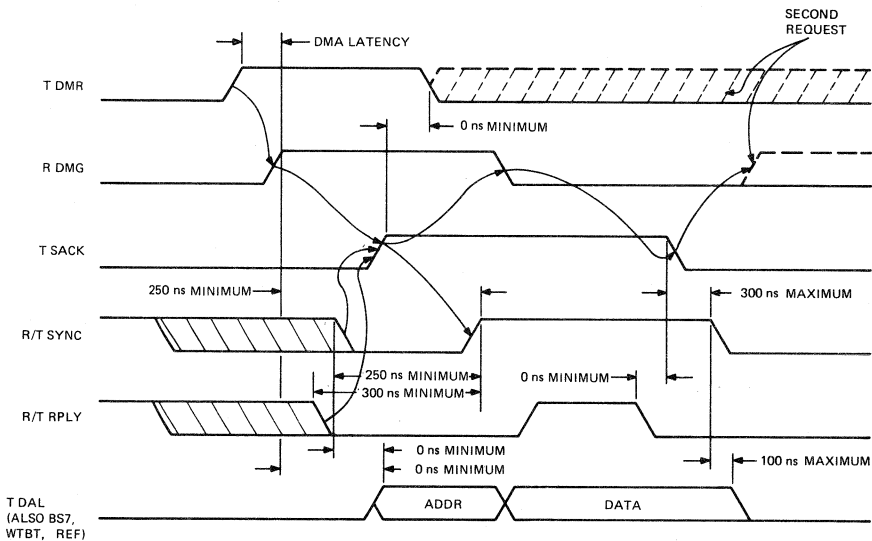 SECOND
REQUEST
DMA LATENCY
T DMR
0 ns MINIMUM
R DMG
T SACK
250 ns MINIMUM
300 ns MAXIMUM
R/T SYNC
250 ns MINIMUM
0 ns MINIMUM
300 ns MINIMUM
R/T RPLY
0 ns MINIMUM
0 ns MINIMUM
100 ns MAXIMUM
T DAL
(ALSO BS7,
WTBT, REF)
ADDR
DATA